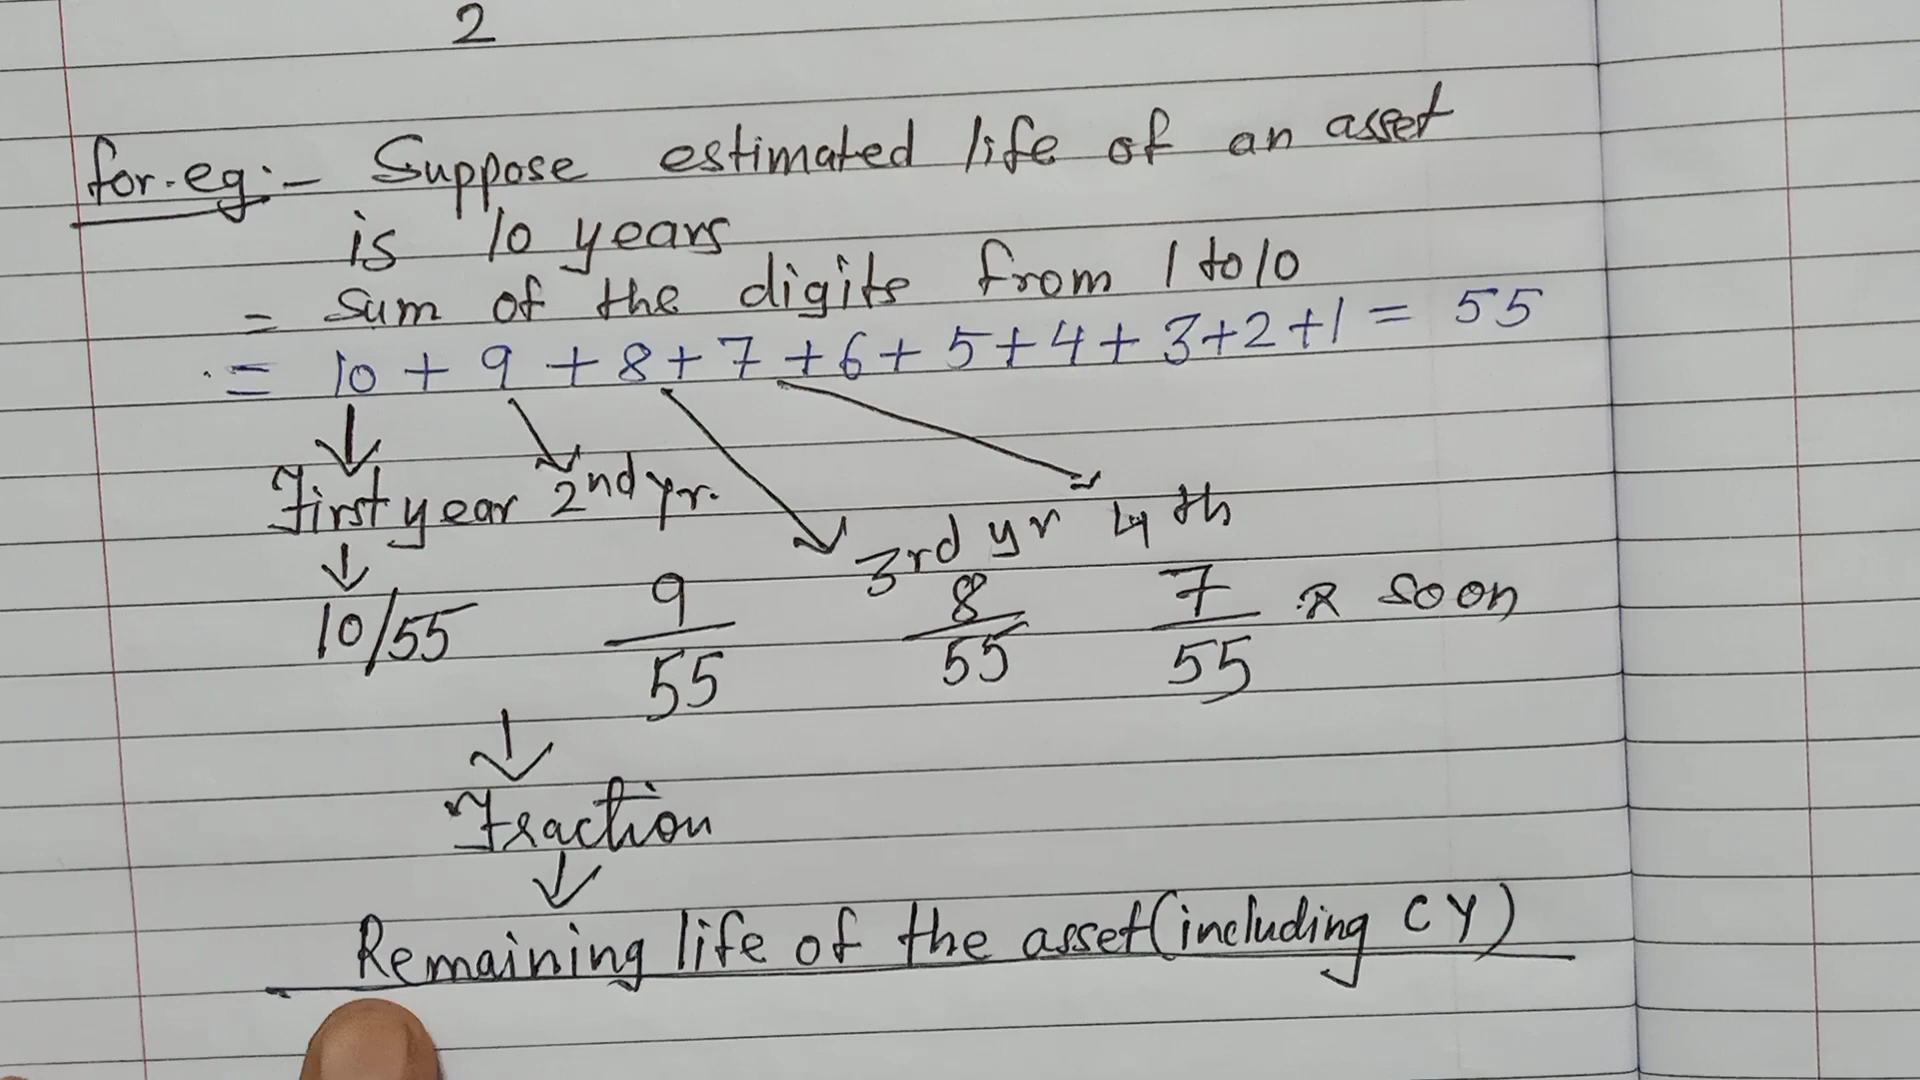 2
for.eg:- Suppose estimated life of an asset
is 10 years
= Sum of the digits from 1 to 10
= 10 + 9 + 8 + 7 + 6 + 5 + 4 + 3 + 2 + 1 = 55
First year 2nd yr. 3rd yr 4th
10/55 9/55 8/55 7/55 & soon
Fraction
Remaining life of the asset (including CY)